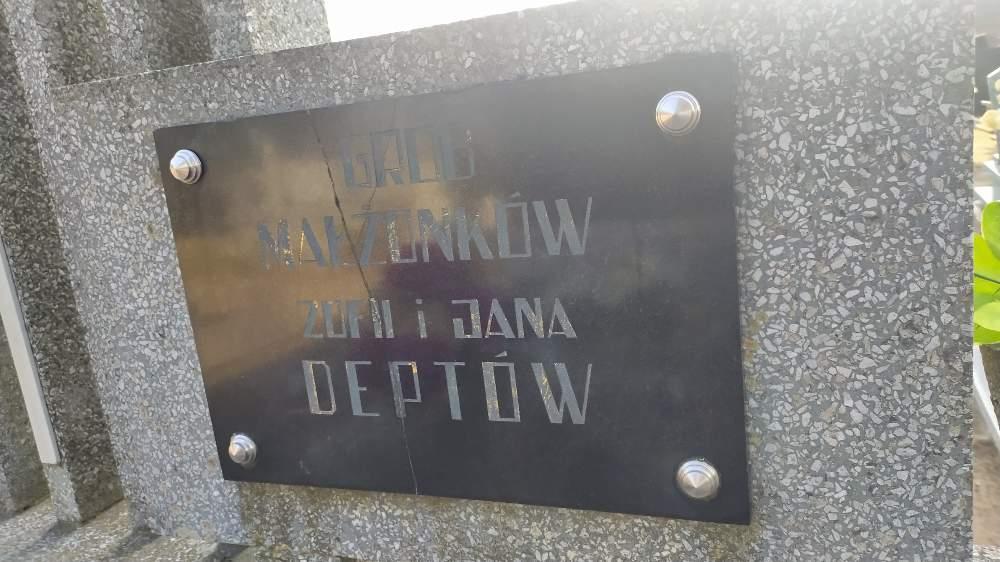 GRÓB
MAŁŻONKÓW
ZOFII i JANA
DEPTÓW